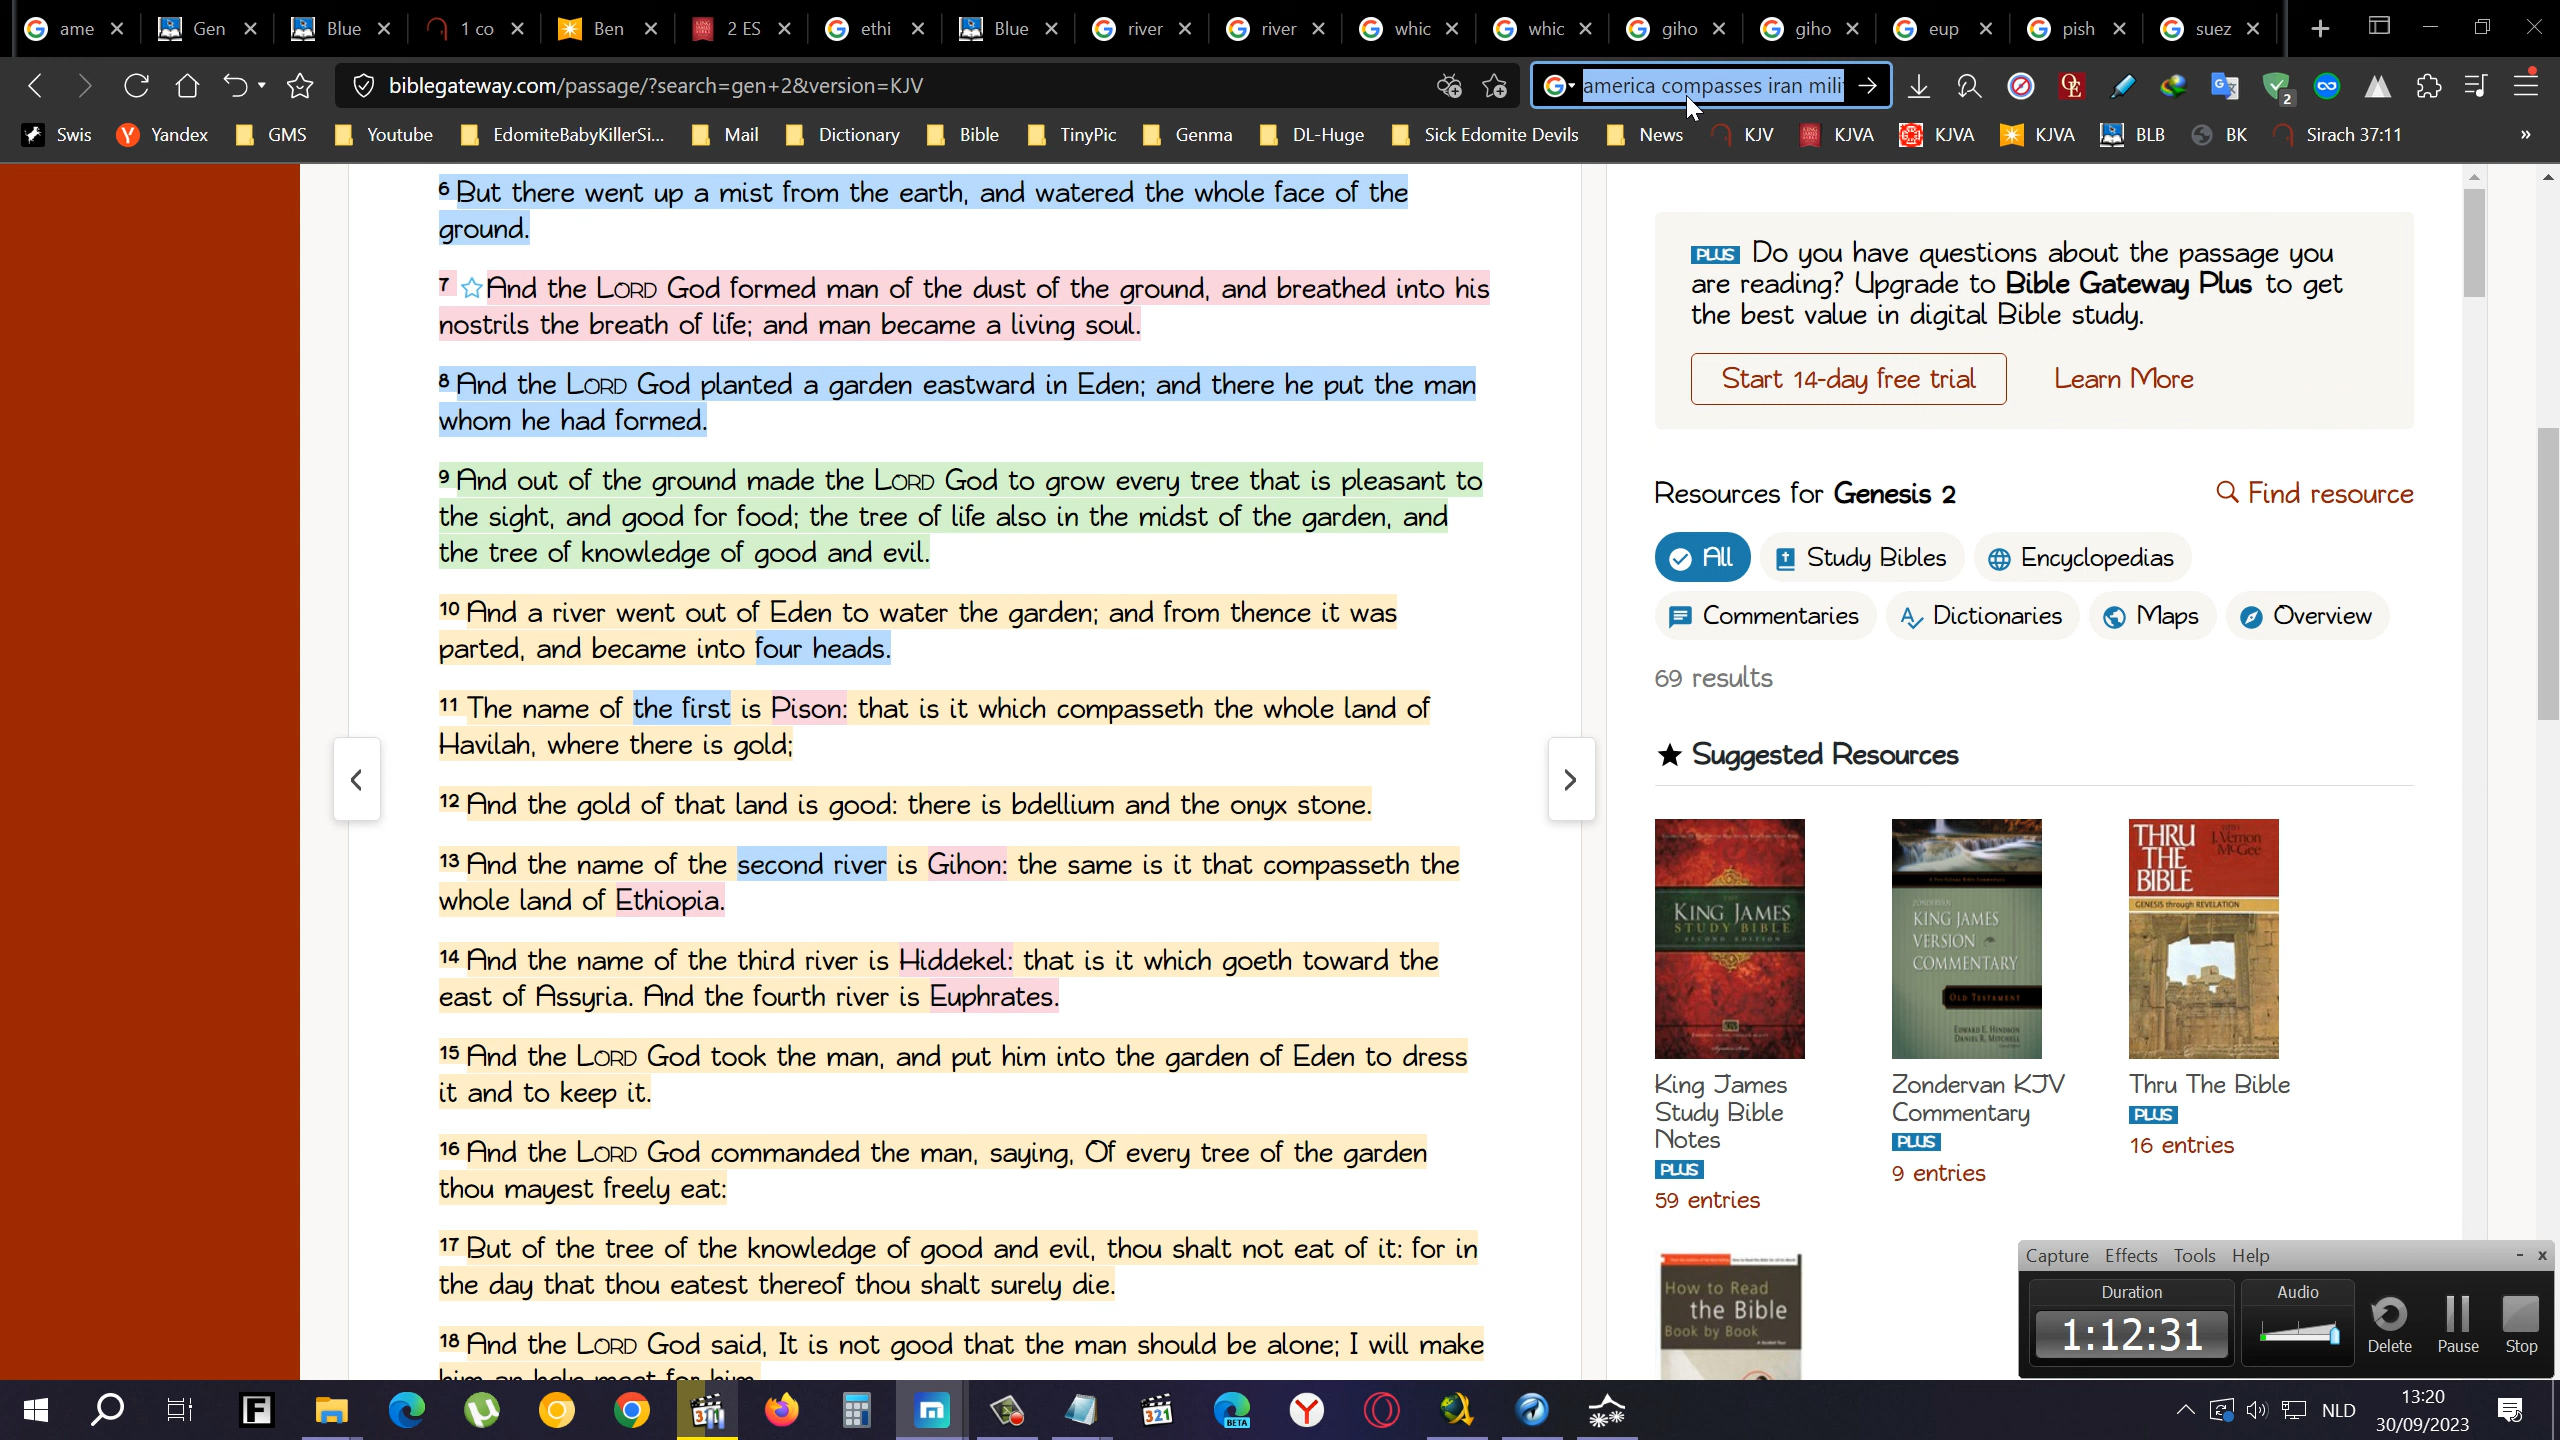 ame
Gen
Blue
1 co
Ben
2 ES
ethi
Blue
river
river
whic
whic
giho
giho
eup
pish
suez
biblegateway.com/passage/?search=gen+2&version=KJV
america compasses iran mili
2
Swis
Yandex
GMS
Youtube
EdomiteBabyKillerSi...
Mail
Dictionary
Bible
TinyPic
Genma
DL-Huge
Sick Edomite Devils
News
KJV
KJVA
KJVA
KJVA
BLB
BK
Sirach 37:11
»
6 But there went up a mist from the earth, and watered the whole face of the
ground.
7 And the LORD God formed man of the dust of the ground, and breathed into his
nostrils the breath of life; and man became a living soul.
8 And the LORD God planted a garden eastward in Eden; and there he put the man
whom he had formed.
9 And out of the ground made the LORD God to grow every tree that is pleasant to
the sight, and good for food; the tree of life also in the midst of the garden, and
the tree of knowledge of good and evil.
10 And a river went out of Eden to water the garden; and from thence it was
parted, and became into four heads.
11 The name of the first is Pison: that is it which compasseth the whole land of
Havilah, where there is gold;
12 And the gold of that land is good: there is bdellium and the onyx stone.
13 And the name of the second river is Gihon: the same is it that compasseth the
whole land of Ethiopia.
14 And the name of the third river is Hiddekel: that is it which goeth toward the
east of Assyria. And the fourth river is Euphrates.
15 And the LORD God took the man, and put him into the garden of Eden to dress
it and to keep it.
16 And the LORD God commanded the man, saying, Of every tree of the garden
thou mayest freely eat:
17 But of the tree of the knowledge of good and evil, thou shalt not eat of it: for in
the day that thou eatest thereof thou shalt surely die.
18 And the LORD God said, It is not good that the man should be alone; I will make
him an help meet for him.
PLUS Do you have questions about the passage you
are reading? Upgrade to Bible Gateway Plus to get
the best value in digital Bible study.
Start 14-day free trial
Learn More
Resources for Genesis 2
Find resource
All
Study Bibles
Encyclopedias
Commentaries
Dictionaries
Maps
Overview
69 results
Suggested Resources
KING JAMES
STUDY BIBLE
SECOND EDITION
ZONDERVAN
KING JAMES
VERSION
COMMENTARY
OLD TESTAMENT
EDWARD E. HINDSON
DANIEL R. MITCHELL
THRU
THE
BIBLE
J. Vernon
McGee
GENESIS through REVELATION
King James
Study Bible
Notes
PLUS
59 entries
Zondervan KJV
Commentary
PLUS
9 entries
Thru The Bible
PLUS
16 entries
How to Read
the Bible
Book by Book
Capture Effects Tools Help
Duration
1:12:31
Audio
Delete
Pause
Stop
321
BETA
NLD
13:20
30/09/2023